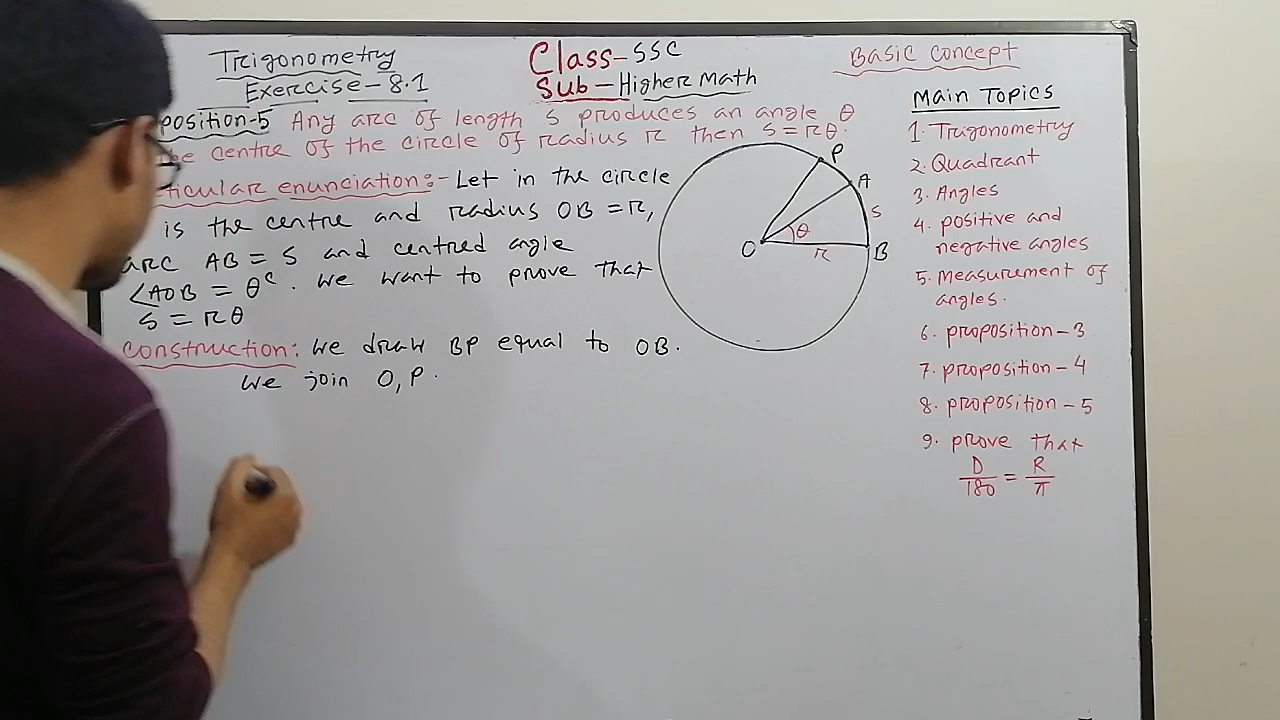 Trigonometry
Exercise-8.1
Class-SSC
Sub-Higher Math
Basic Concept
position-5 Any arc of length s produces an angle θ
the centre of the circle of radius r then s=rθ.
ticular enunciation:- Let in the circle
is the centre and radius OB=r,
arc AB = s and centred angle
∠AOB = θᶜ. we want to prove that
s = rθ
construction: we draw BP equal to OB.
we join O, P.
P
A
s
θ
O
r
B
Main Topics
1. Trigonometry
2. Quadrant
3. Angles
4. positive and
negative angles
5. Measurement of
angles.
6. proposition-3
7. proposition-4
8. proposition-5
9. prove that
D/180 = R/π